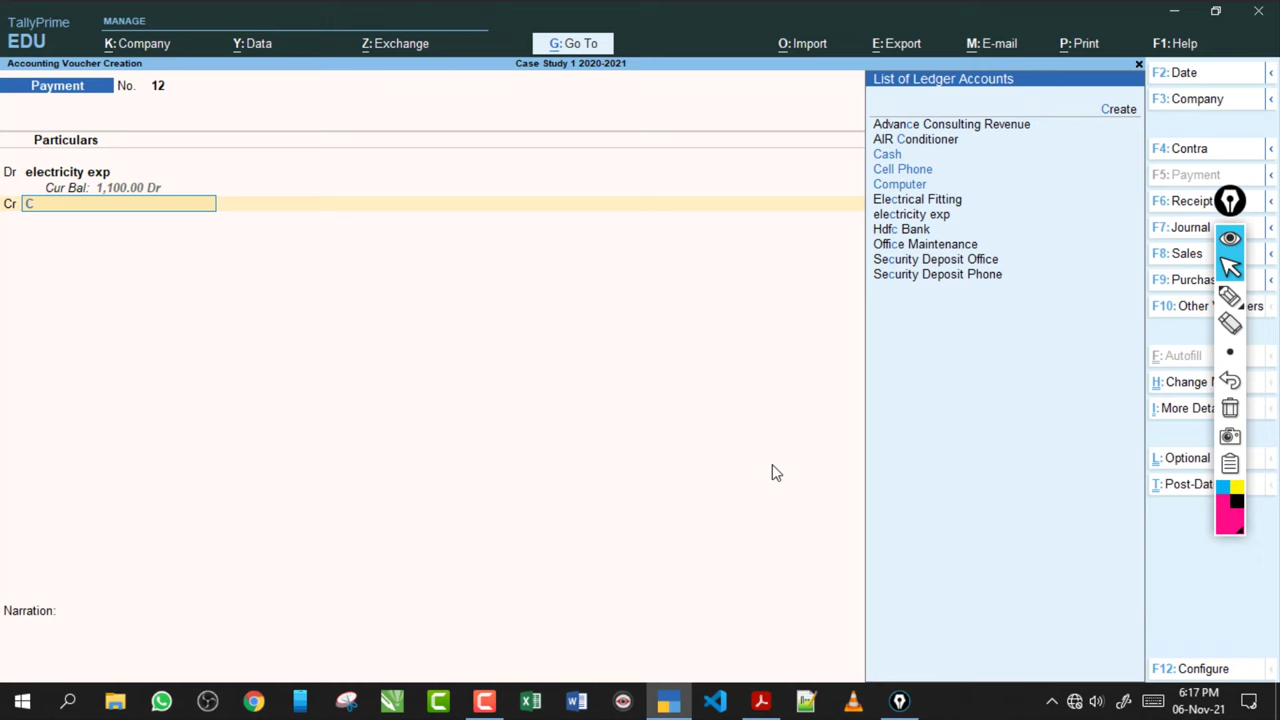 TallyPrime
EDU
MANAGE
K: Company
Y: Data
Z: Exchange
G: Go To
O: Import
E: Export
M: E-mail
P: Print
F1: Help
Accounting Voucher Creation
Case Study 1 2020-2021
Payment
No. 12
Particulars
Dr electricity exp
Cur Bal: 1,100.00 Dr
Cr C
Narration:
List of Ledger Accounts
Create
Advance Consulting Revenue
AIR Conditioner
Cash
Cell Phone
Computer
Electrical Fitting
electricity exp
Hdfc Bank
Office Maintenance
Security Deposit Office
Security Deposit Phone
F2: Date
F3: Company
F4: Contra
F5: Payment
F6: Receipt
F7: Journal
F8: Sales
F9: Purchas
F10: Other V ers
F: Autofill
H: Change
I: More Deta
L: Optional
T: Post-Dat
F12: Configure
6:17 PM
06-Nov-21